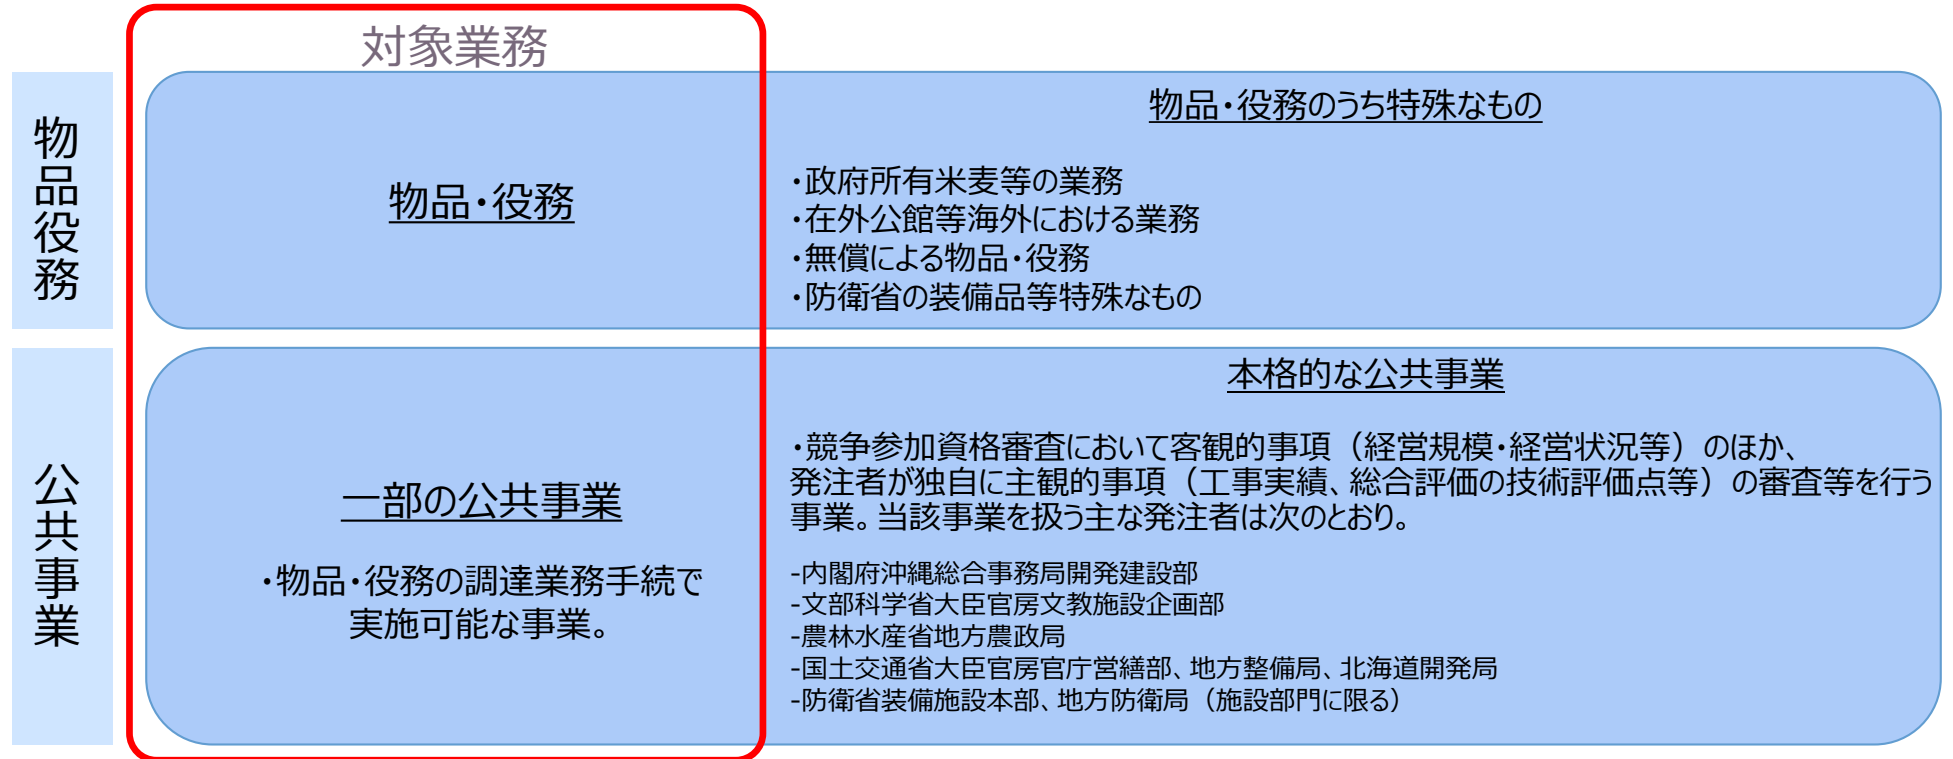 対象業務
物品役務
物品・役務
物品・役務のうち特殊なもの
・政府所有米麦等の業務
・在外公館等海外における業務
・無償による物品・役務
・防衛省の装備品等特殊なもの
公共事業
一部の公共事業
・物品・役務の調達業務手続で
実施可能な事業。
本格的な公共事業
・競争参加資格審査において客観的事項（経営規模・経営状況等）のほか、
発注者が独自に主観的事項（工事実績、総合評価の技術評価点等）の審査等を行う
事業。当該事業を扱う主な発注者は次のとおり。
-内閣府沖縄総合事務局開発建設部
-文部科学省大臣官房文教施設企画部
-農林水産省地方農政局
-国土交通省大臣官房官庁営繕部、地方整備局、北海道開発局
-防衛省装備施設本部、地方防衛局（施設部門に限る）